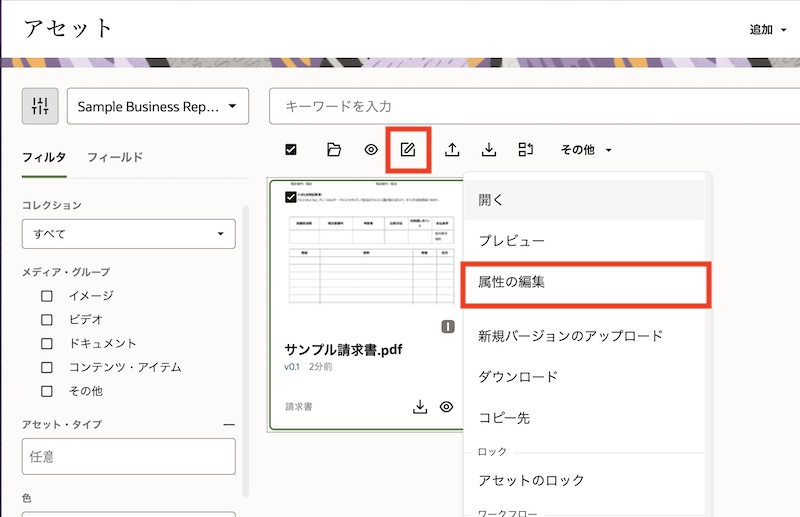 アセット
追加
Sample Business Rep...
キーワードを入力
その他
フィルタ
フィールド
コレクション
すべて
メディア・グループ
イメージ
ビデオ
ドキュメント
コンテンツ・アイテム
その他
アセット・タイプ
任意
色
サンプル請求書.pdf
v0.1 2分前
請求書
開く
プレビュー
属性の編集
新規バージョンのアップロード
ダウンロード
コピー先
ロック
アセットのロック
ワークフロー